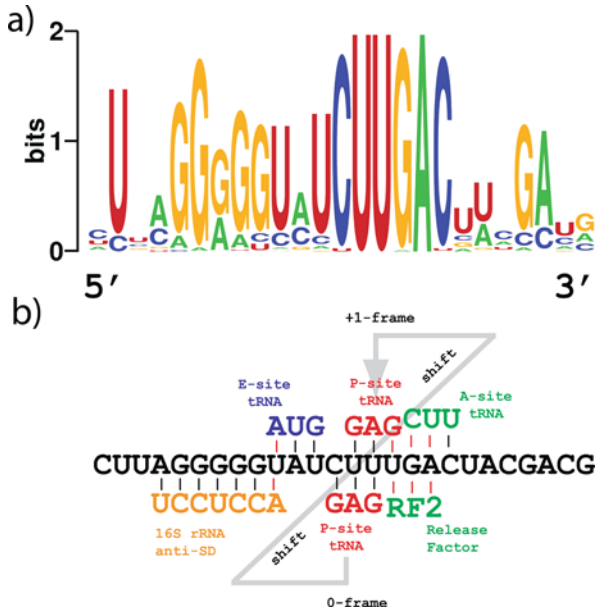 a)
2
bits
1
0
5′
3′
b)
+1-frame
shift
E-site
tRNA
P-site
tRNA
A-site
tRNA
AUG
GAG
CUU
CUUAGGGGGUAUCUUUGACUACGACG
UCCUCCA
GAG
RF2
16S rRNA
anti-SD
P-site
tRNA
Release
Factor
shift
0-frame